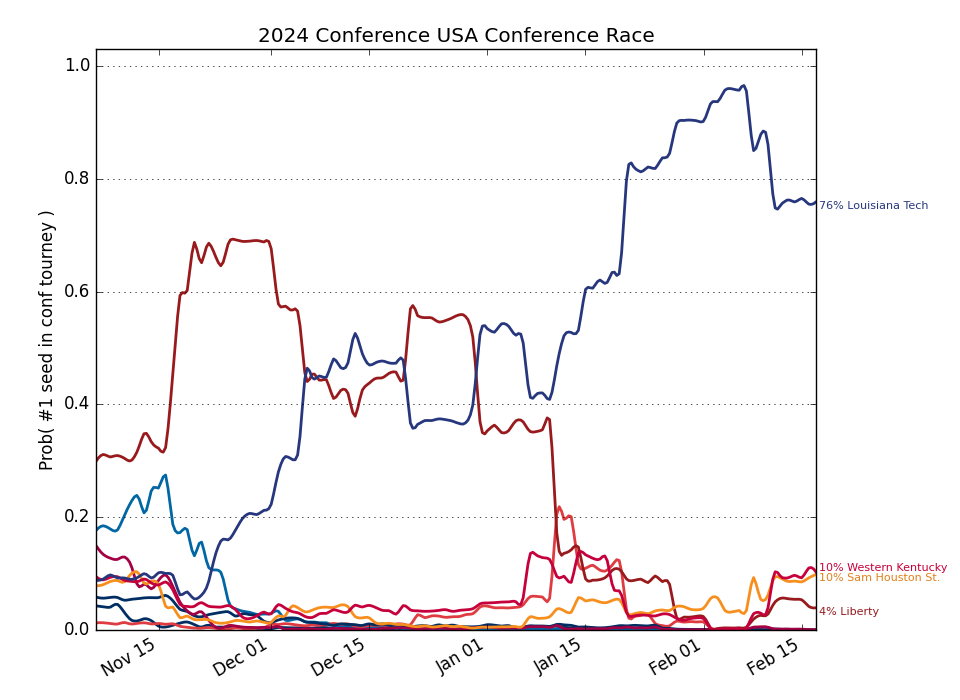 2024 Conference USA Conference Race
Prob( #1 seed in conf tourney )
1.0
0.8
0.6
0.4
0.2
0.0
Nov 15
Dec 01
Dec 15
Jan 01
Jan 15
Feb 01
Feb 15
76% Louisiana Tech
10% Western Kentucky
10% Sam Houston St.
4% Liberty